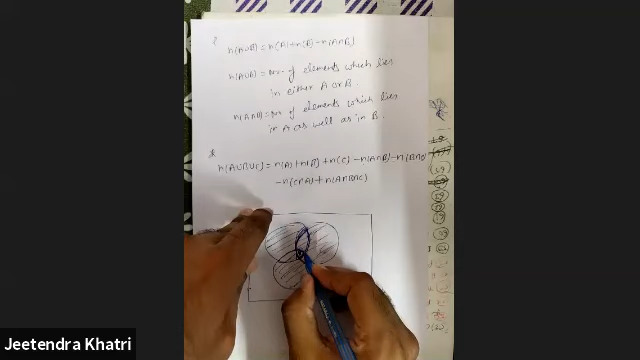 n(A∪B) = n(A) + n(B) - n(A∩B)
n(A∪B) = No. of elements which lies
in either A or B.
n(A∩B) = No. of elements which lies
in A as well as in B.
n(A∪B∪C) = n(A) + n(B) + n(C) - n(A∩B) - n(B∩C)
- n(C∩A) + n(A∩B∩C)
Jeetendra Khatri